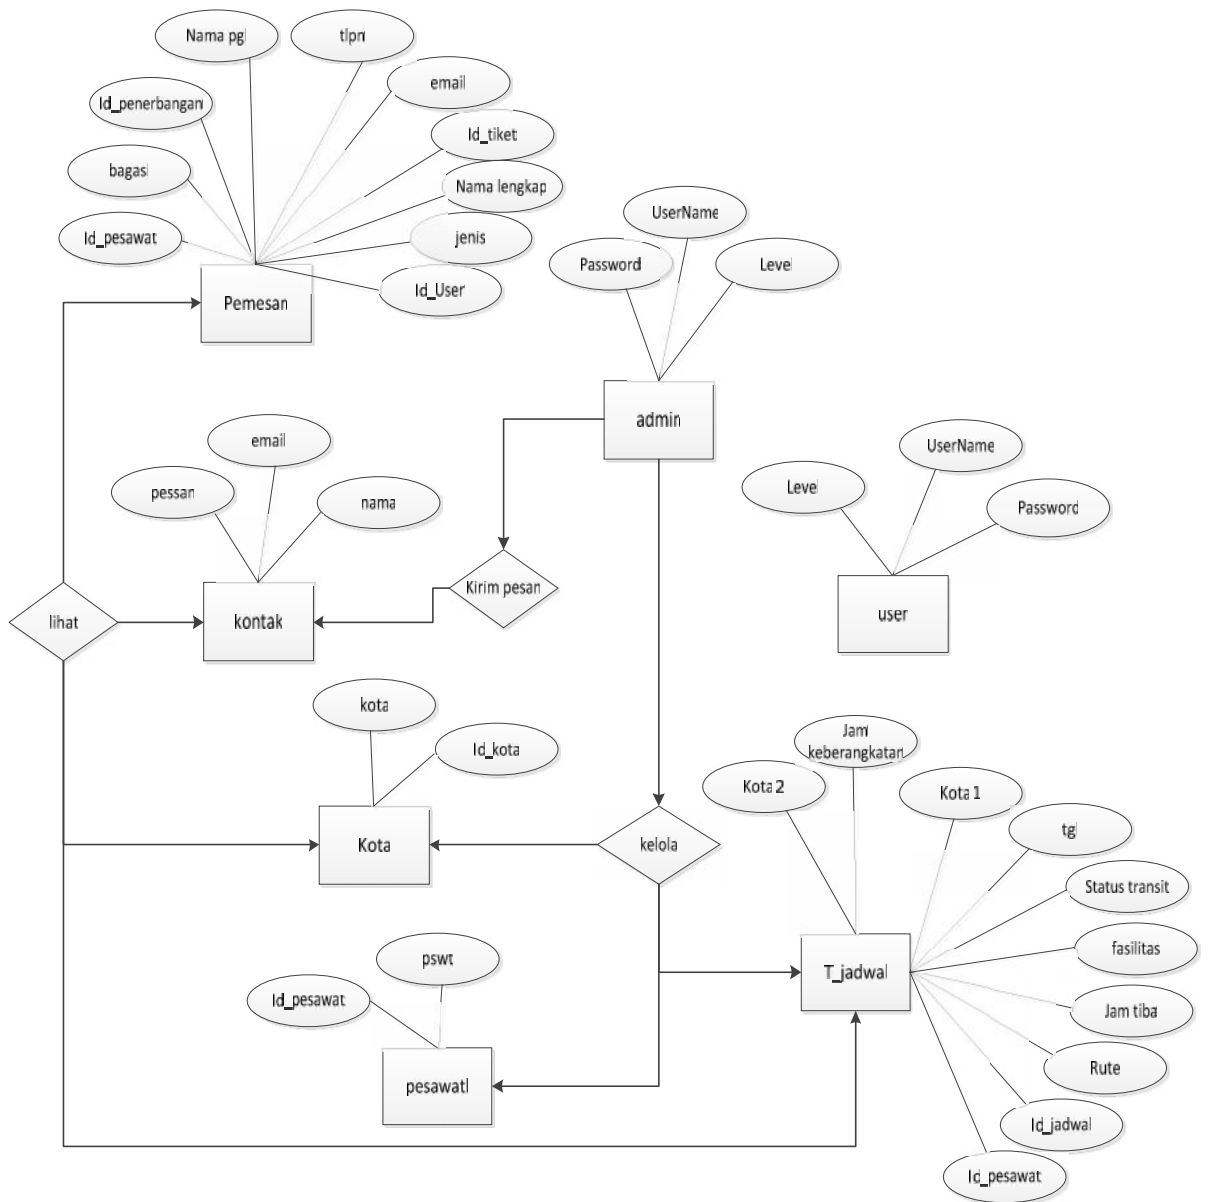 Nama pgl
tlpn
email
Id_penerbangan
Id_tiket
bagasi
Nama lengkap
Id_pesawat
jenis
Id_User
Pemesan
UserName
Password
Level
admin
email
pessan
nama
kontak
lihat
Kirim pesan
UserName
Level
Password
user
kota
Id_kota
Kota
kelola
Jam
keberangkatan
Kota 2
Kota 1
tgl
Status transit
fasilitas
T_jadwal
Jam tiba
Rute
Id_jadwal
Id_pesawat
pswt
Id_pesawat
pesawatl